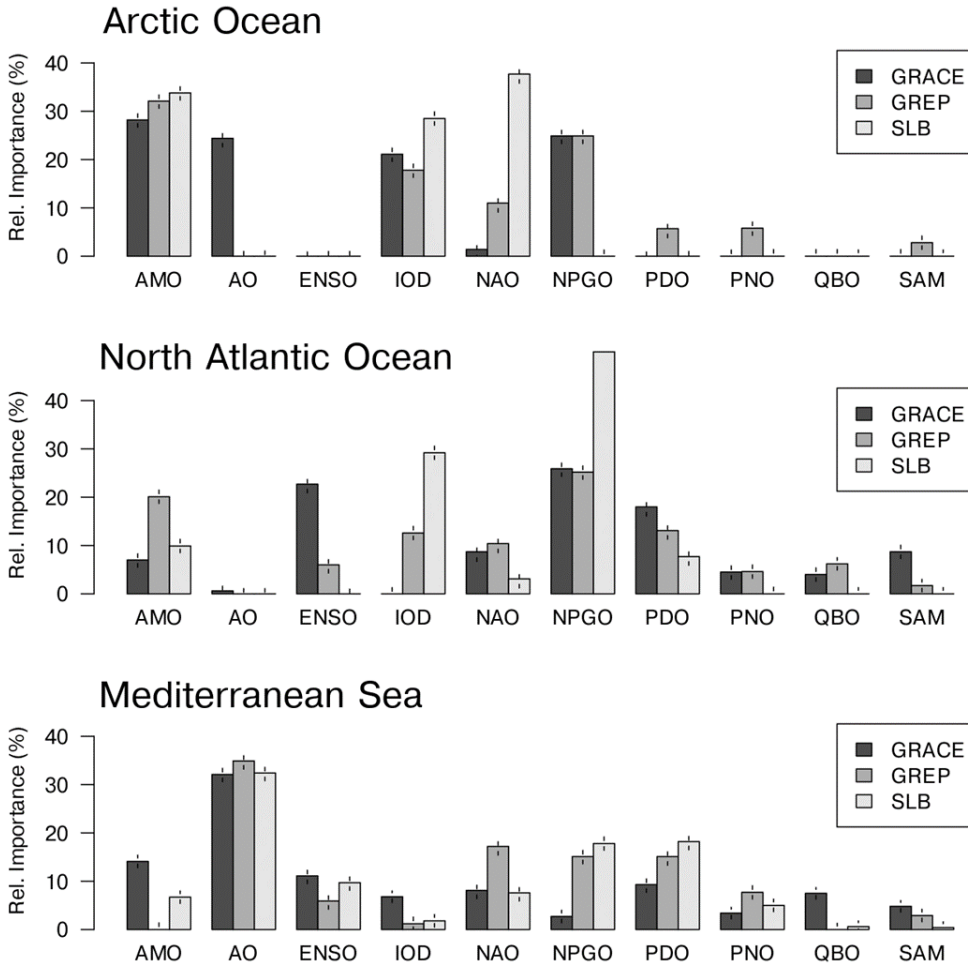 Arctic Ocean
Rel. Importance (%)
40
30
20
10
0
GRACE
GREP
SLB
AMO AO ENSO IOD NAO NPGO PDO PNO QBO SAM
North Atlantic Ocean
Rel. Importance (%)
40
30
20
10
0
GRACE
GREP
SLB
AMO AO ENSO IOD NAO NPGO PDO PNO QBO SAM
Mediterranean Sea
Rel. Importance (%)
40
30
20
10
0
GRACE
GREP
SLB
AMO AO ENSO IOD NAO NPGO PDO PNO QBO SAM